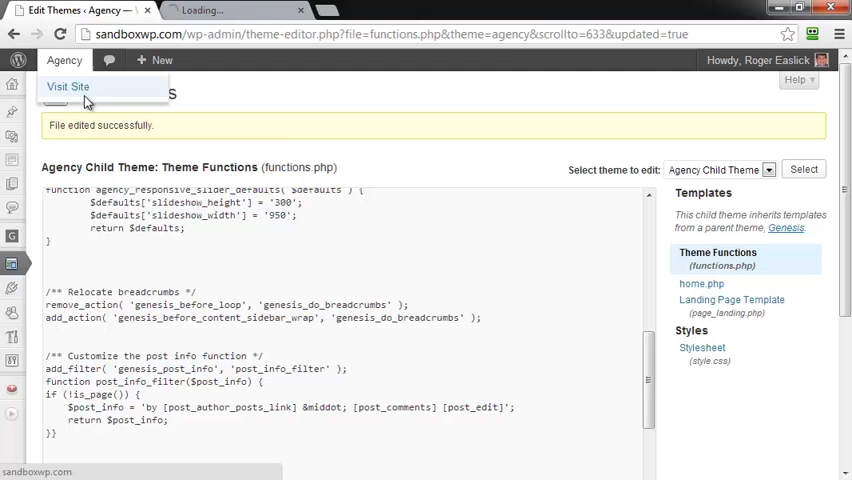 Edit Themes ‹ Agency —
Loading...
sandboxwp.com/wp-admin/theme-editor.php?file=functions.php&theme=agency&scrollto=633&updated=true
Agency
+ New
Howdy, Roger Easlick
Visit Site
s
Help
File edited successfully.
Agency Child Theme: Theme Functions (functions.php)
Select theme to edit:
Agency Child Theme
Select
function agency_responsive_slider_defaults( $defaults ) {
$defaults['slideshow_height'] = '300';
$defaults['slideshow_width'] = '950';
return $defaults;
}
/** Relocate breadcrumbs */
remove_action( 'genesis_before_loop', 'genesis_do_breadcrumbs' );
add_action( 'genesis_before_content_sidebar_wrap', 'genesis_do_breadcrumbs' );
/** Customize the post info function */
add_filter( 'genesis_post_info', 'post_info_filter' );
function post_info_filter($post_info) {
if (!is_page()) {
$post_info = 'by [post_author_posts_link] &middot; [post_comments] [post_edit]';
return $post_info;
}}
Templates
This child theme inherits templates
from a parent theme, Genesis.
Theme Functions
(functions.php)
home.php
Landing Page Template
(page_landing.php)
Styles
Stylesheet
(style.css)
sandboxwp.com